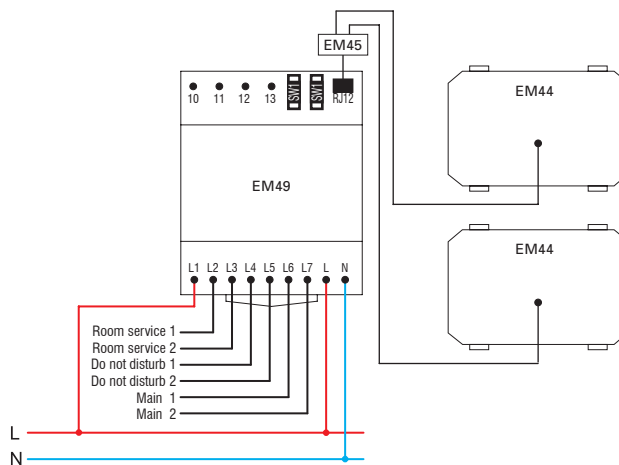 EM45
EM44
10 11 12 13 SW1 SW1 RJ12
EM49
EM44
L1 L2 L3 L4 L5 L6 L7 L N
Room service 1
Room service 2
Do not disturb 1
Do not disturb 2
Main 1
Main 2
L
N